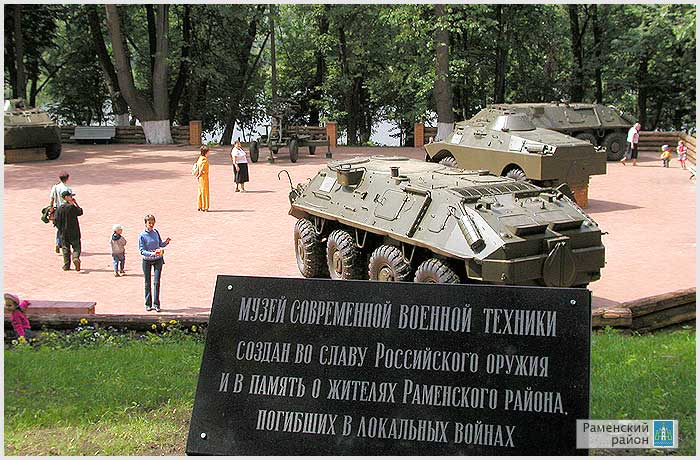 МУЗЕЙ СОВРЕМЕННОЙ ВОЕННОЙ ТЕХНИКИ
СОЗДАН ВО СЛАВУ РОССИЙСКОГО ОРУЖИЯ
И В ПАМЯТЬ О ЖИТЕЛЯХ РАМЕНСКОГО РАЙОНА,
ПОГИБШИХ В ЛОКАЛЬНЫХ ВОЙНАХ
Раменский
район